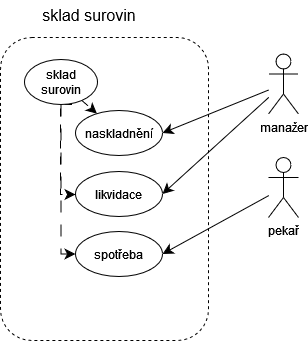 sklad surovin
sklad
surovin
naskladnění
manažer
likvidace
spotřeba
pekař